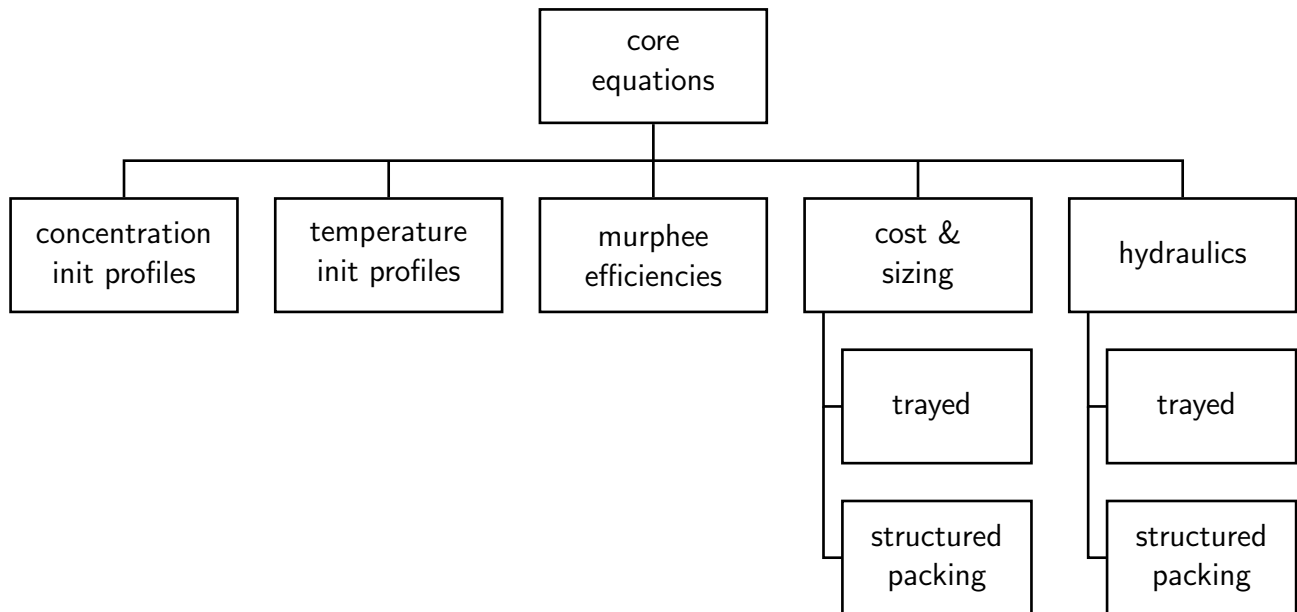 core
equations
concentration
init profiles
temperature
init profiles
murphee
efficiencies
cost &
sizing
hydraulics
trayed
trayed
structured
packing
structured
packing